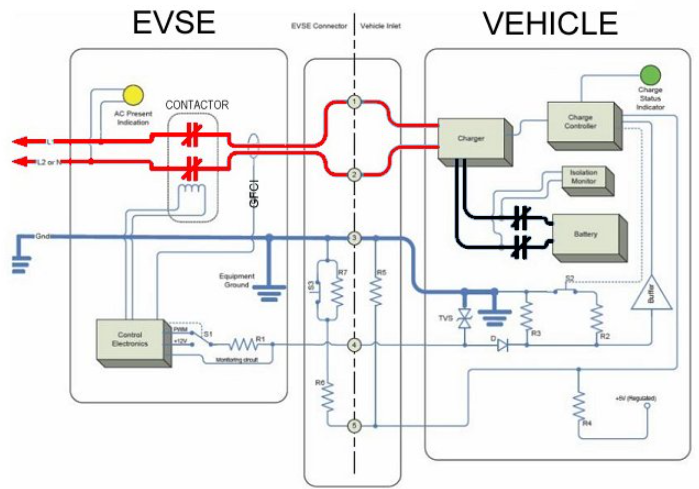 EVSE
EVSE Connector
Vehicle Inlet
VEHICLE
AC Present
Indication
CONTACTOR
1
Charge
Status
Indicator
Charge
Controller
Charger
L1
L2 or N
2
GFCI
Isolation
Monitor
Battery
Gnd
3
Equipment
Ground
S3
R7
R5
S2
Buffer
TVS
R3
R2
Control
Electronics
PWM
+12V
S1
R1
Monitoring circuit
4
D
R6
5
R4
+5V (Regulated)